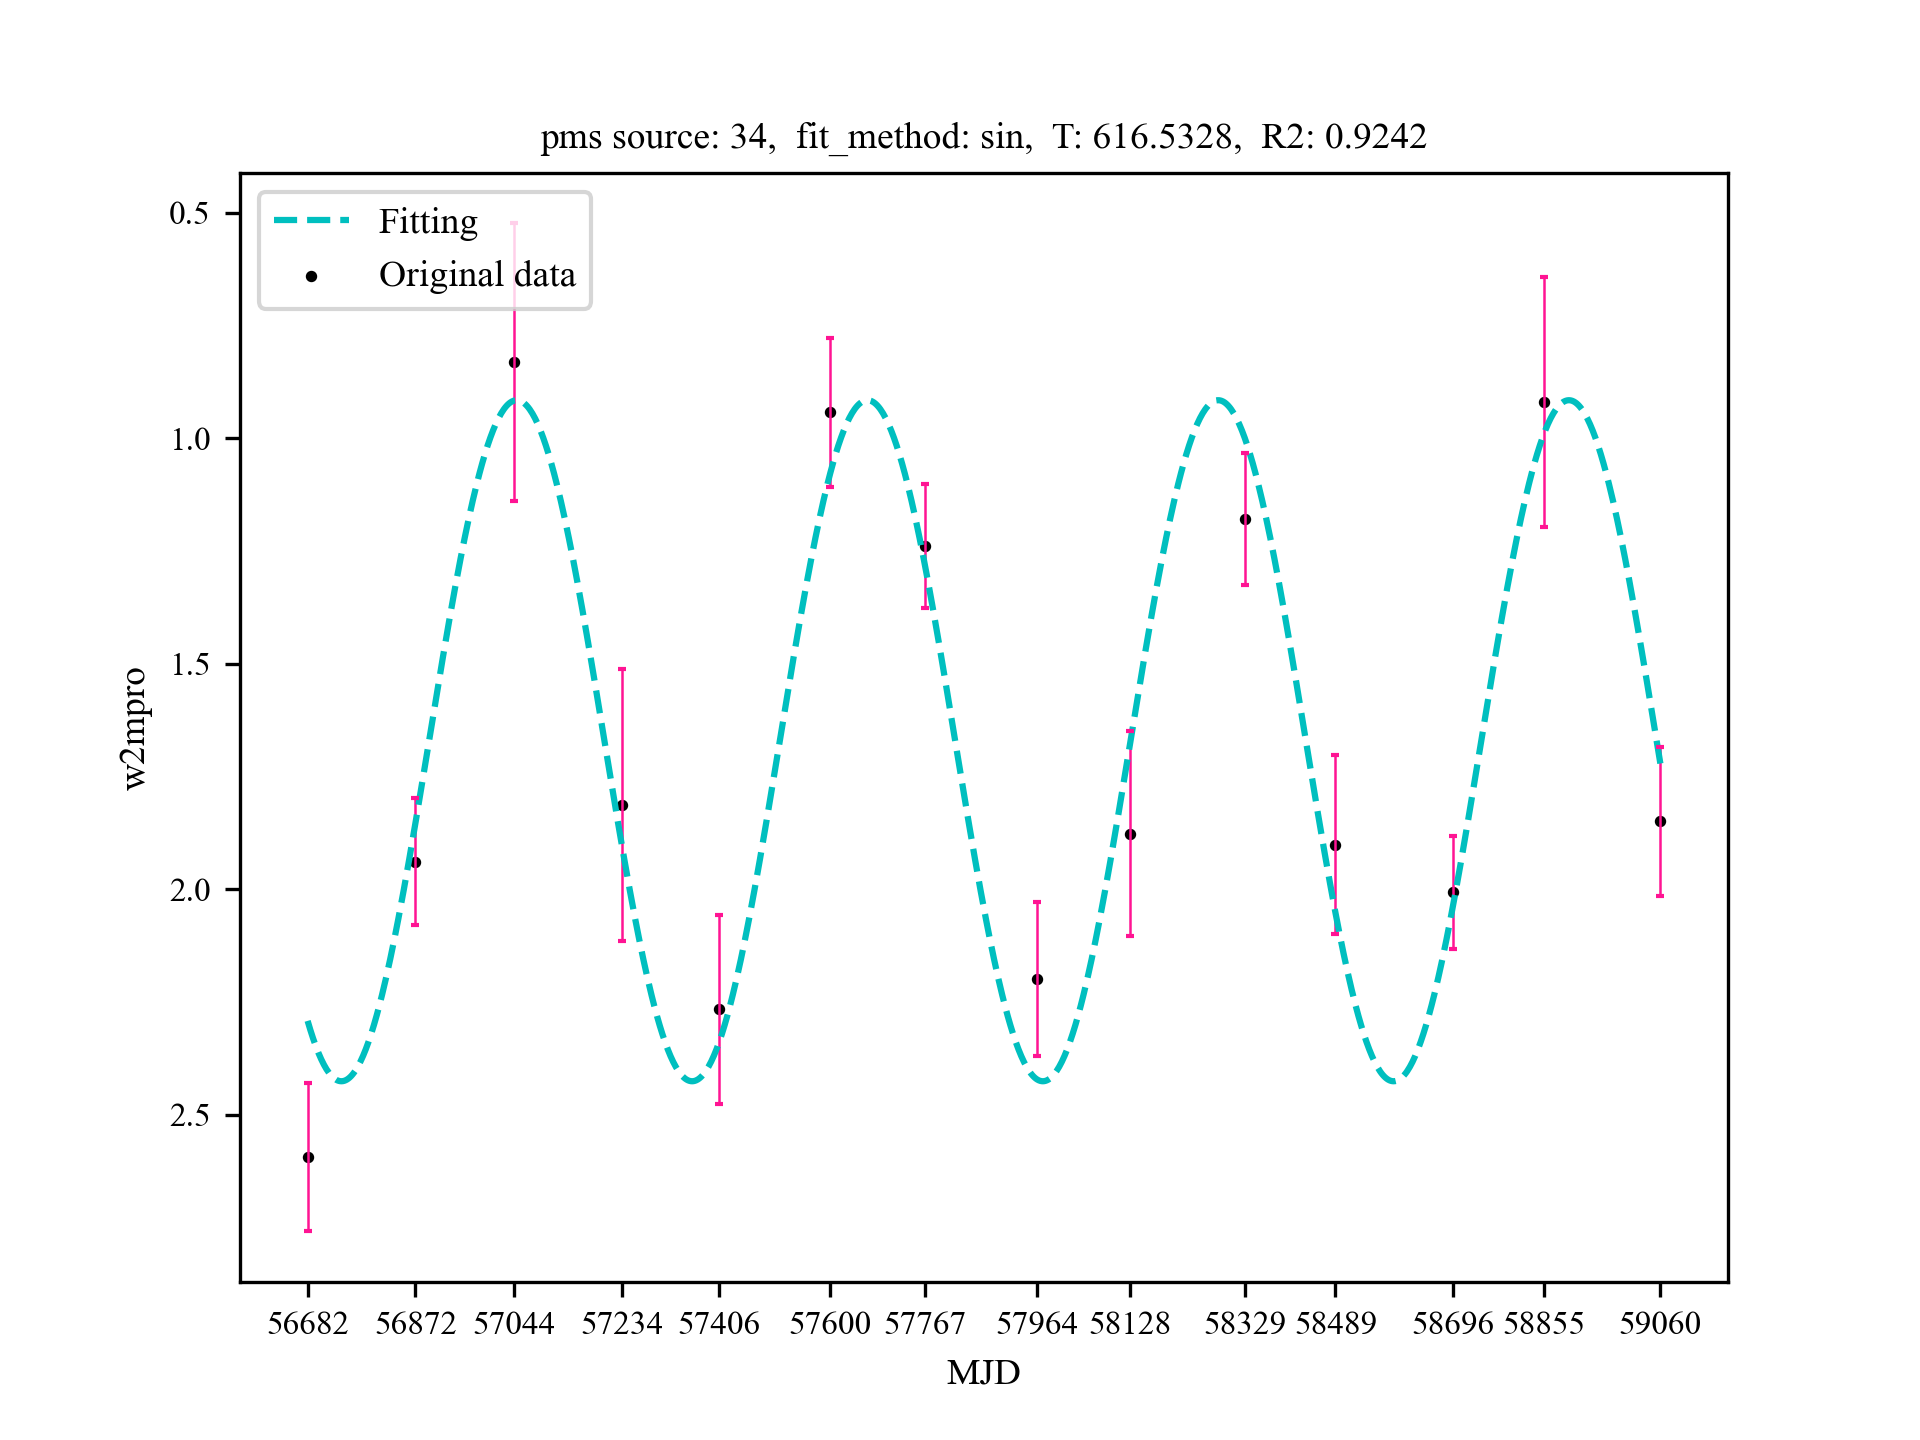 pms source: 34,  fit_method: sin,  T: 616.5328,  R2: 0.9242
Fitting
Original data
0.5
1.0
1.5
2.0
2.5
w2mpro
56682 56872 57044 57234 57406 57600 57767 57964 58128 58329 58489 58696 58855 59060
MJD